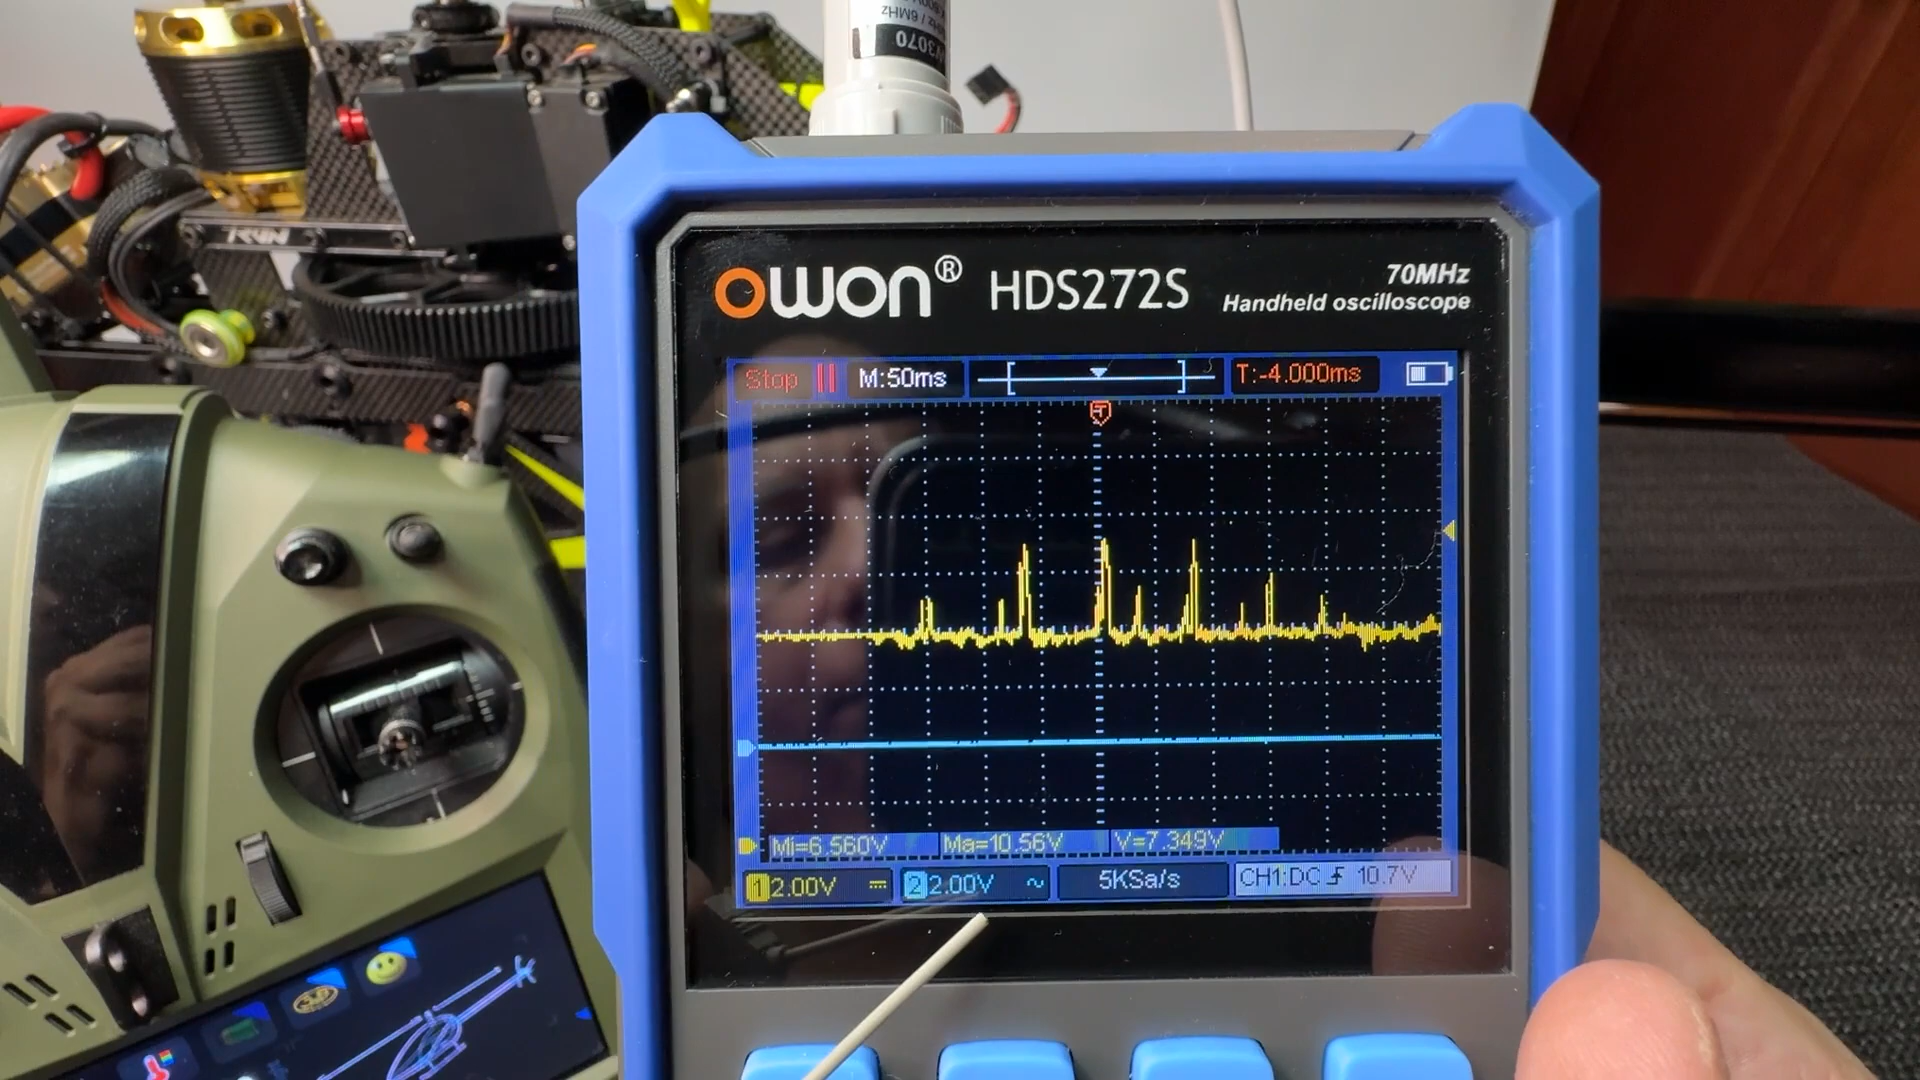 owon® HDS272S
70MHz
Handheld oscilloscope
Stop M:50ms T:-4.000ms
T
Mi=6.560V Ma=10.56V V=7.349V
1 2.00V 2 2.00V 5KSa/s CH1:DC 10.7V